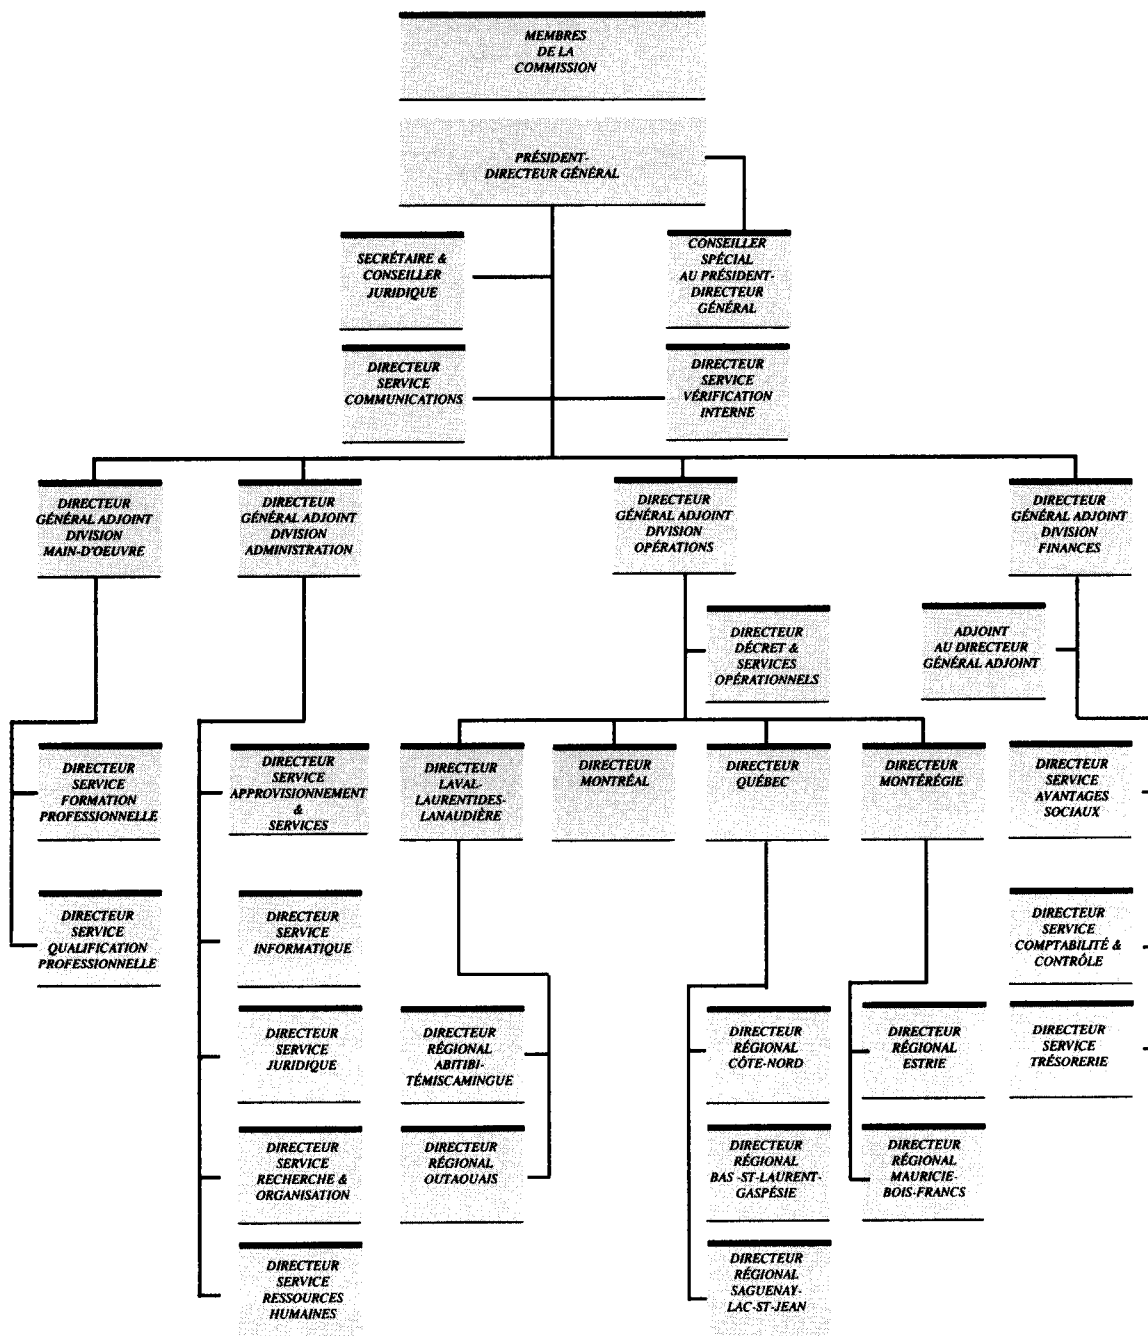 MEMBRES
DE LA
COMMISSION
PRÉSIDENT-
DIRECTEUR GÉNÉRAL
SECRÉTAIRE &
CONSEILLER
JURIDIQUE
CONSEILLER
SPÉCIAL
AU PRÉSIDENT-
DIRECTEUR
GÉNÉRAL
DIRECTEUR
SERVICE
COMMUNICATIONS
DIRECTEUR
SERVICE
VÉRIFICATION
INTERNE
DIRECTEUR
GÉNÉRAL ADJOINT
DIVISION
MAIN-D'OEUVRE
DIRECTEUR
GÉNÉRAL ADJOINT
DIVISION
ADMINISTRATION
DIRECTEUR
GÉNÉRAL ADJOINT
DIVISION
OPÉRATIONS
DIRECTEUR
GÉNÉRAL ADJOINT
DIVISION
FINANCES
DIRECTEUR
DÉCRET &
SERVICES
OPÉRATIONNELS
ADJOINT
AU DIRECTEUR
GÉNÉRAL ADJOINT
DIRECTEUR
SERVICE
FORMATION
PROFESSIONNELLE
DIRECTEUR
SERVICE
APPROVISIONNEMENT
&
SERVICES
DIRECTEUR
LAVAL-
LAURENTIDES-
LANAUDIÈRE
DIRECTEUR
MONTRÉAL
DIRECTEUR
QUÉBEC
DIRECTEUR
MONTÉRÉGIE
DIRECTEUR
SERVICE
AVANTAGES
SOCIAUX
DIRECTEUR
SERVICE
QUALIFICATION
PROFESSIONNELLE
DIRECTEUR
SERVICE
INFORMATIQUE
DIRECTEUR
SERVICE
COMPTABILITÉ &
CONTRÔLE
DIRECTEUR
SERVICE
JURIDIQUE
DIRECTEUR
RÉGIONAL
ABITIBI-
TÉMISCAMINGUE
DIRECTEUR
RÉGIONAL
CÔTE-NORD
DIRECTEUR
RÉGIONAL
ESTRIE
DIRECTEUR
SERVICE
TRÉSORERIE
DIRECTEUR
SERVICE
RECHERCHE &
ORGANISATION
DIRECTEUR
RÉGIONAL
OUTAOUAIS
DIRECTEUR
RÉGIONAL
BAS -ST-LAURENT-
GASPÉSIE
DIRECTEUR
RÉGIONAL
MAURICIE-
BOIS-FRANCS
DIRECTEUR
SERVICE
RESSOURCES
HUMAINES
DIRECTEUR
RÉGIONAL
SAGUENAY-
LAC-ST-JEAN